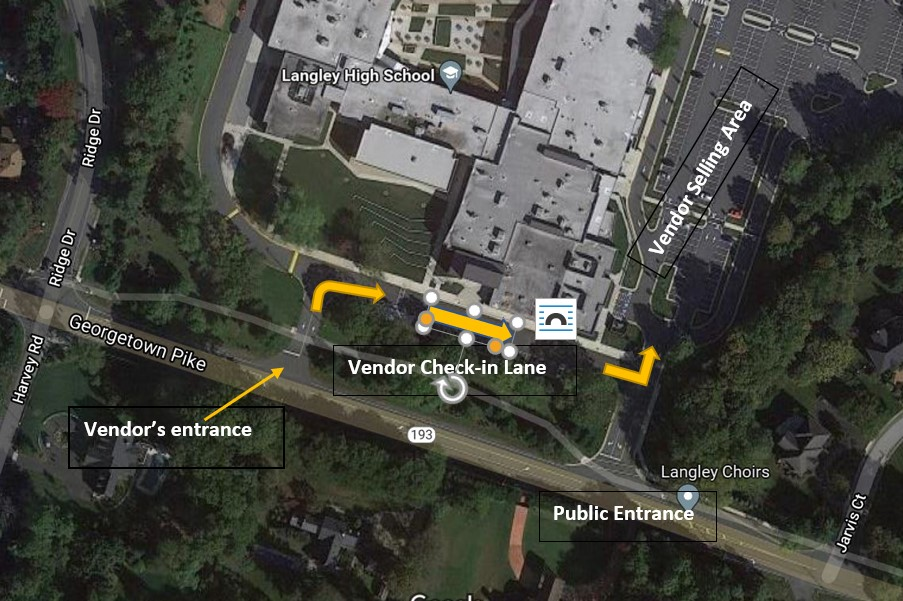 Langley High School
Ridge Dr
Vendor Selling Area
Ridge Dr
Georgetown Pike
Harvey Rd
Vendor Check-in Lane
Vendor's entrance
193
Langley Choirs
Public Entrance
Jarvis Ct